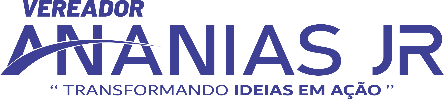 VEREADOR
ANANIAS JR
“ TRANSFORMANDO IDEIAS EM AÇÃO ”